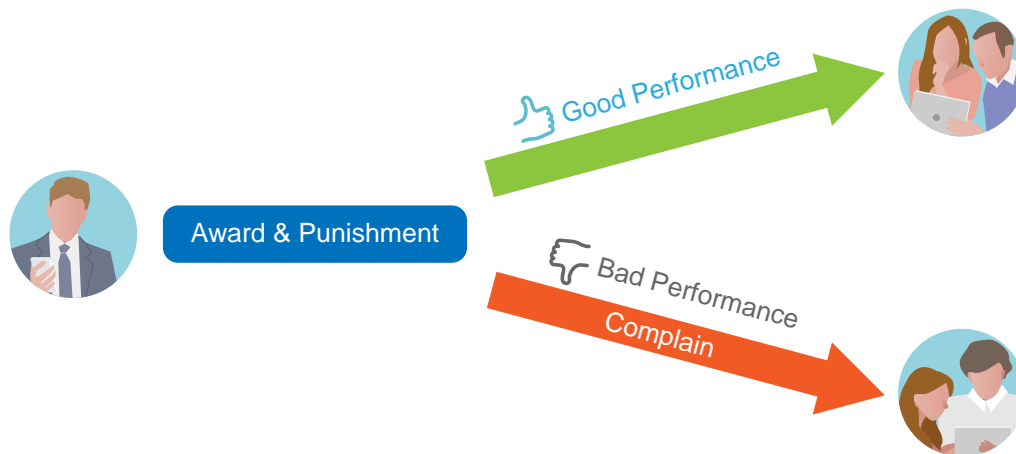 Good Performance
Award & Punishment
Bad Performance
Complain